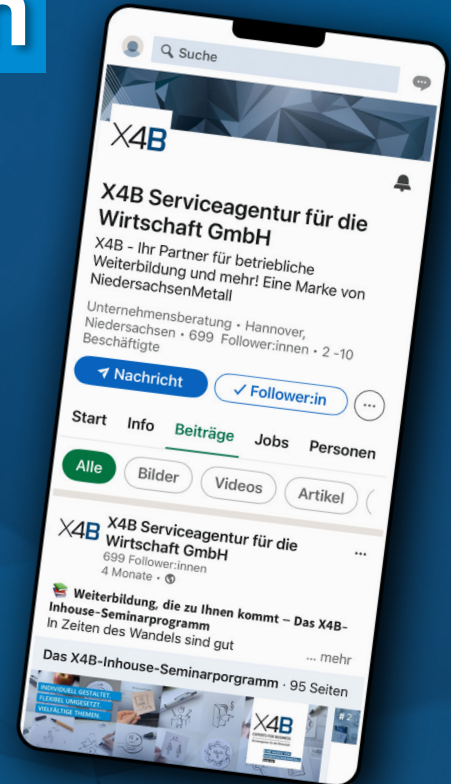 n
Suche
X4B
X4B Serviceagentur für die
Wirtschaft GmbH
X4B - Ihr Partner für betriebliche
Weiterbildung und mehr! Eine Marke von
NiedersachsenMetall
Unternehmensberatung • Hannover,
Niedersachsen • 699 Follower:innen • 2 -10
Beschäftigte
Nachricht
✓ Follower:in
...
Start Info Beiträge Jobs Personen
Alle Bilder Videos Artikel
X4B
X4B Serviceagentur für die
Wirtschaft GmbH
...
699 Follower:innen
4 Monate •
Weiterbildung, die zu Ihnen kommt – Das X4B-
Inhouse-Seminarprogramm
In Zeiten des Wandels sind gut
... mehr
Das X4B-Inhouse-Seminarporgramm · 95 Seiten
INDIVIDUELL GESTALTET.
FLEXIBEL UMGESETZT.
VIELFÄLTIGE THEMEN.
X4B
# 2